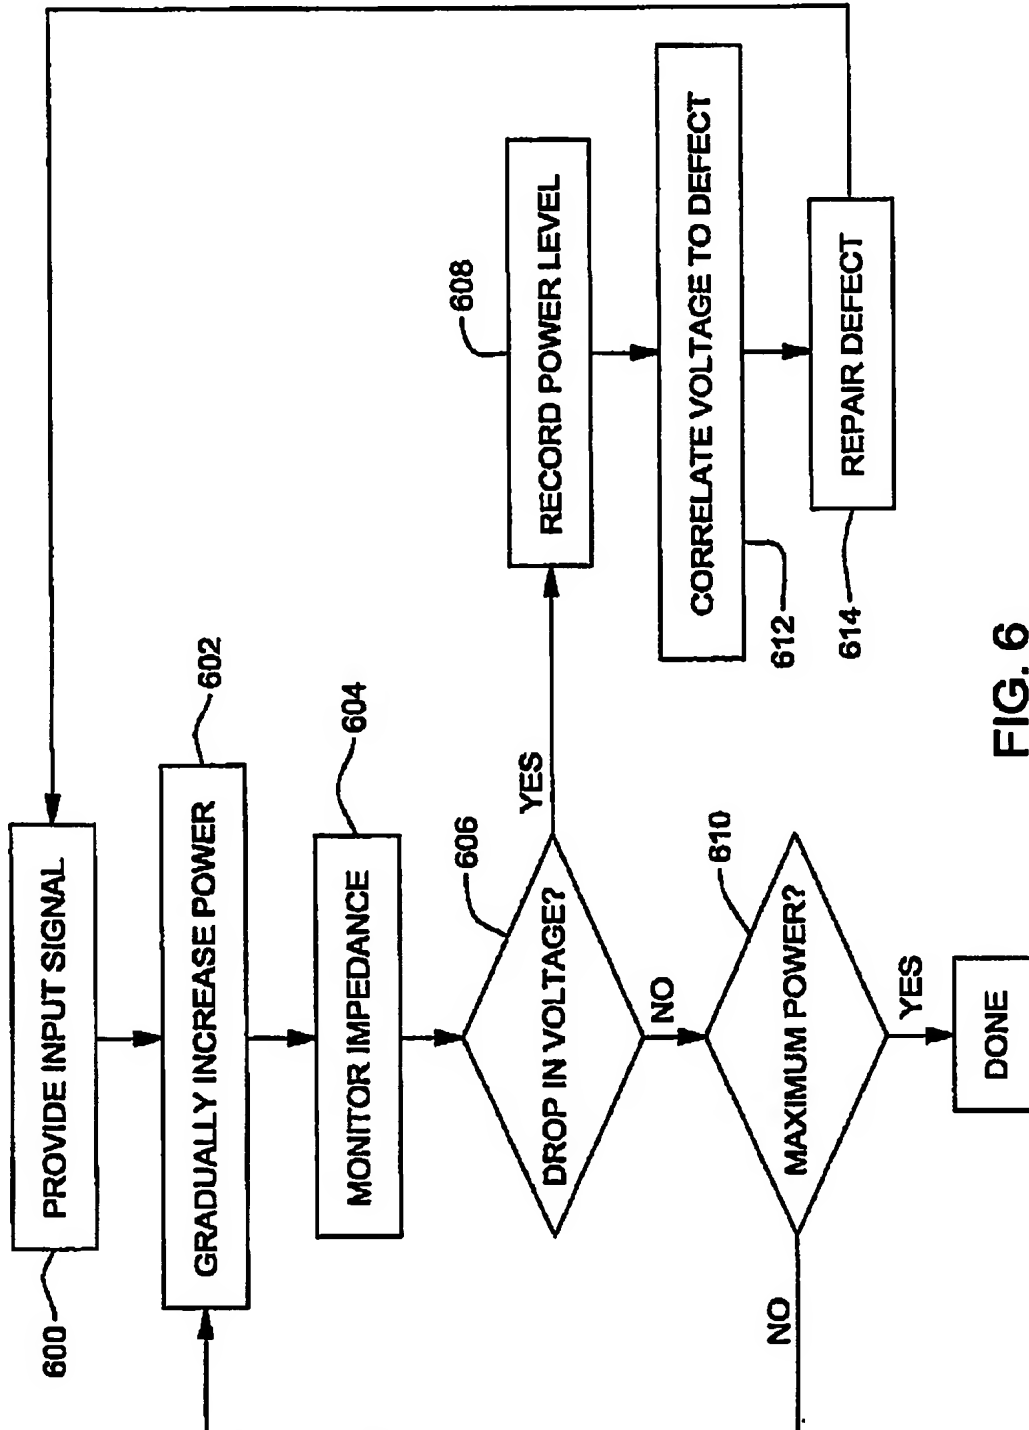 PROVIDE INPUT SIGNAL
600
GRADUALLY INCREASE POWER
602
MONITOR IMPEDANCE
604
DROP IN VOLTAGE?
606
YES
NO
RECORD POWER LEVEL
608
CORRELATE VOLTAGE TO DEFECT
612
REPAIR DEFECT
614
MAXIMUM POWER?
610
NO
YES
DONE
FIG. 6